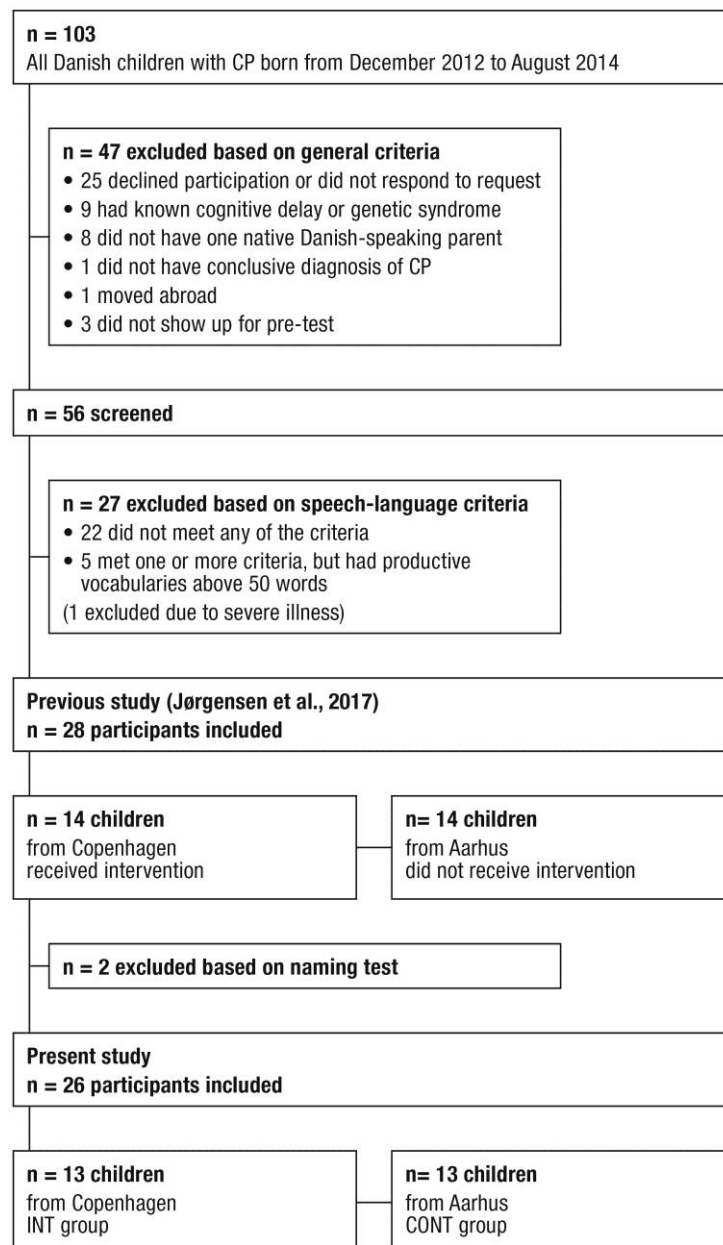 n = 103
All Danish children with CP born from December 2012 to August 2014
n = 47 excluded based on general criteria
• 25 declined participation or did not respond to request
• 9 had known cognitive delay or genetic syndrome
• 8 did not have one native Danish-speaking parent
• 1 did not have conclusive diagnosis of CP
• 1 moved abroad
• 3 did not show up for pre-test
n = 56 screened
n = 27 excluded based on speech-language criteria
• 22 did not meet any of the criteria
• 5 met one or more criteria, but had productive
vocabularies above 50 words
(1 excluded due to severe illness)
Previous study (Jørgensen et al., 2017)
n = 28 participants included
n = 14 children
from Copenhagen
received intervention
n= 14 children
from Aarhus
did not receive intervention
n = 2 excluded based on naming test
Present study
n = 26 participants included
n = 13 children
from Copenhagen
INT group
n= 13 children
from Aarhus
CONT group